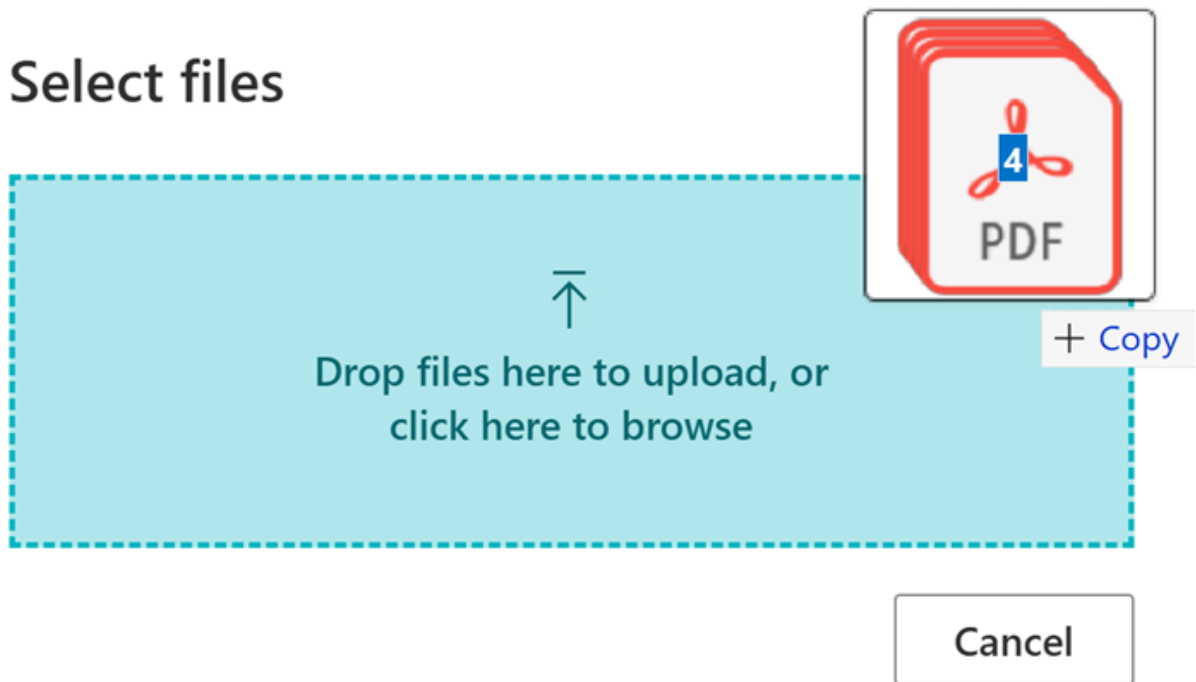 Select files
4
PDF
+ Copy
Drop files here to upload, or
click here to browse
Cancel